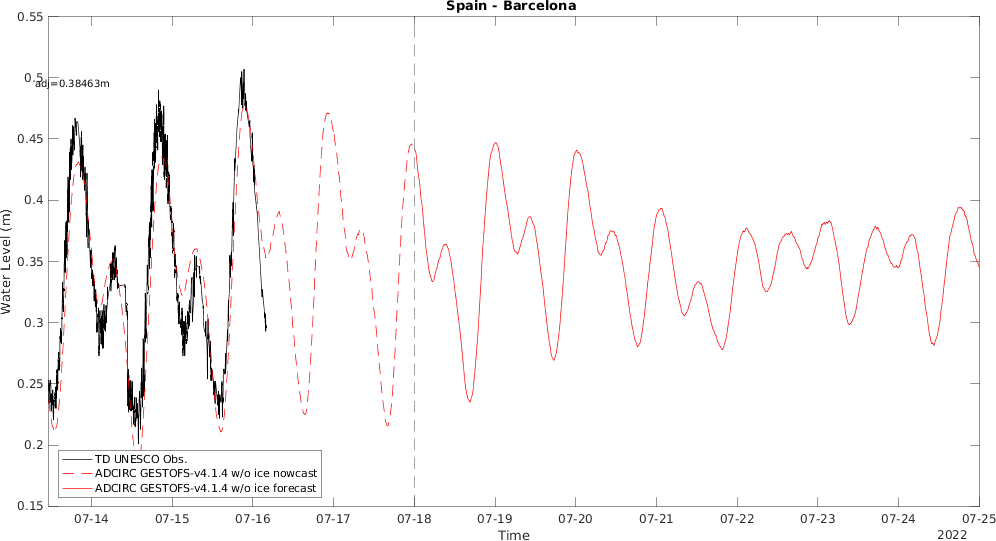 Spain - Barcelona
0.55
0.5
adj=0.38463m
0.45
0.4
0.35
0.3
0.25
0.2
0.15
Water Level (m)
TD UNESCO Obs.
ADCIRC GESTOFS-v4.1.4 w/o ice nowcast
ADCIRC GESTOFS-v4.1.4 w/o ice forecast
07-14 07-15 07-16 07-17 07-18 07-19 07-20 07-21 07-22 07-23 07-24 07-25
Time
2022